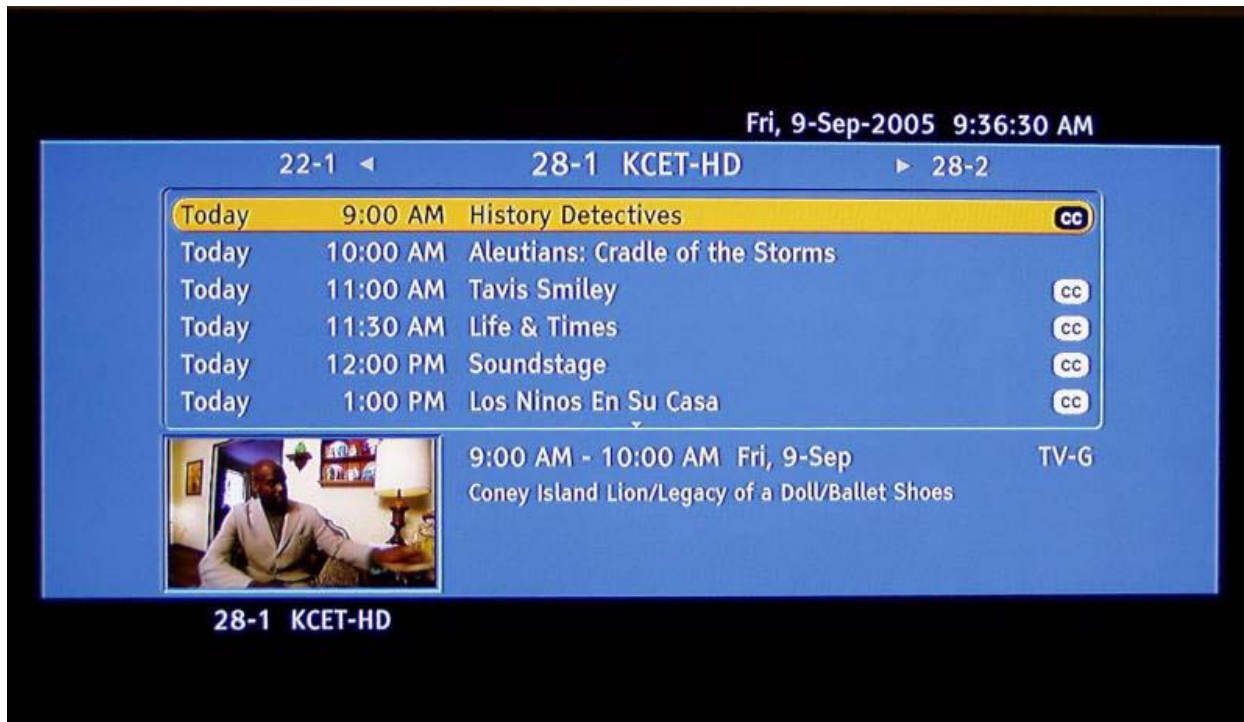 Fri, 9-Sep-2005 9:36:30 AM
22-1 ◄ 28-1 KCET-HD ► 28-2
Today 9:00 AM History Detectives CC
Today 10:00 AM Aleutians: Cradle of the Storms
Today 11:00 AM Tavis Smiley CC
Today 11:30 AM Life & Times CC
Today 12:00 PM Soundstage CC
Today 1:00 PM Los Ninos En Su Casa CC
9:00 AM - 10:00 AM Fri, 9-Sep TV-G
Coney Island Lion/Legacy of a Doll/Ballet Shoes
28-1 KCET-HD